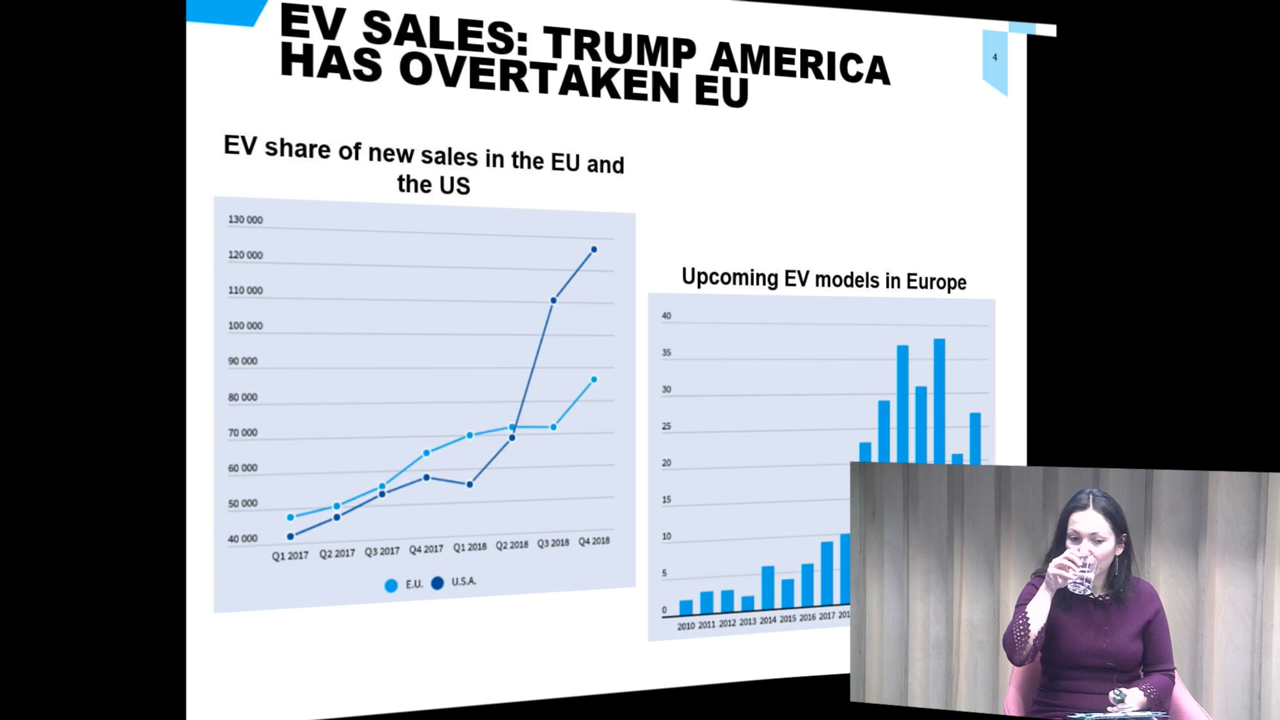 EV SALES: TRUMP AMERICA
HAS OVERTAKEN EU
4
EV share of new sales in the EU and
the US
130 000
120 000
110 000
100 000
90 000
80 000
70 000
60 000
50 000
40 000
Q1 2017 Q2 2017 Q3 2017 Q4 2017 Q1 2018 Q2 2018 Q3 2018 Q4 2018
E.U. U.S.A.
Upcoming EV models in Europe
40
35
30
25
20
15
10
5
0
2010 2011 2012 2013 2014 2015 2016 2017